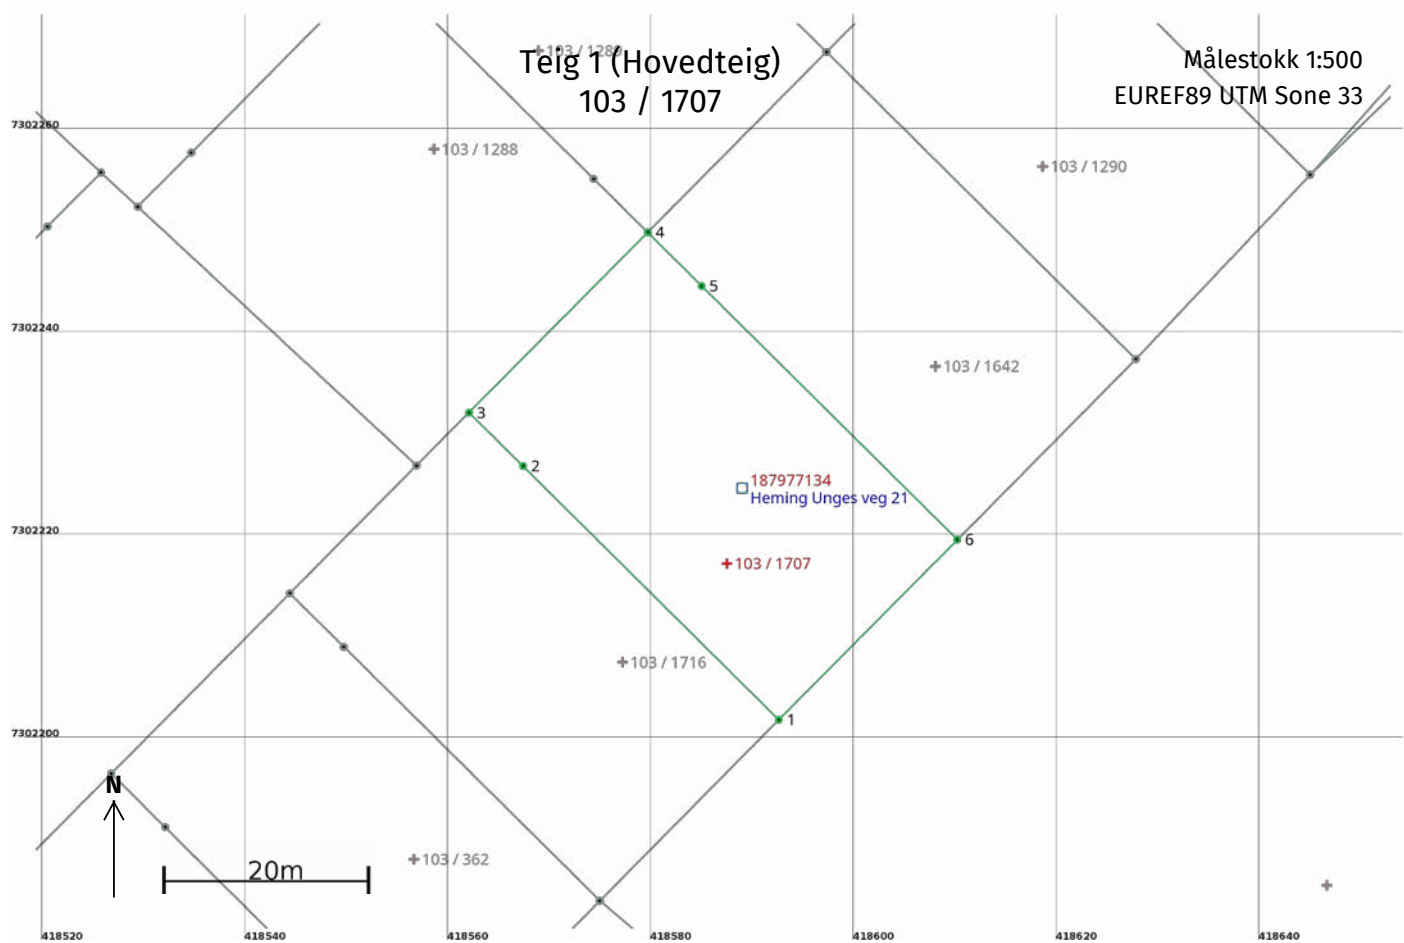 103 / 1289
Teig 1 (Hovedteig)
103 / 1707
Målestokk 1:500
EUREF89 UTM Sone 33
7302260
103 / 1288
103 / 1290
4
5
7302240
103 / 1642
3
2
187977134
Heming Unges veg 21
7302220
6
103 / 1707
103 / 1716
1
7302200
N
103 / 362
20m
418520
418540
418560
418580
418600
418620
418640